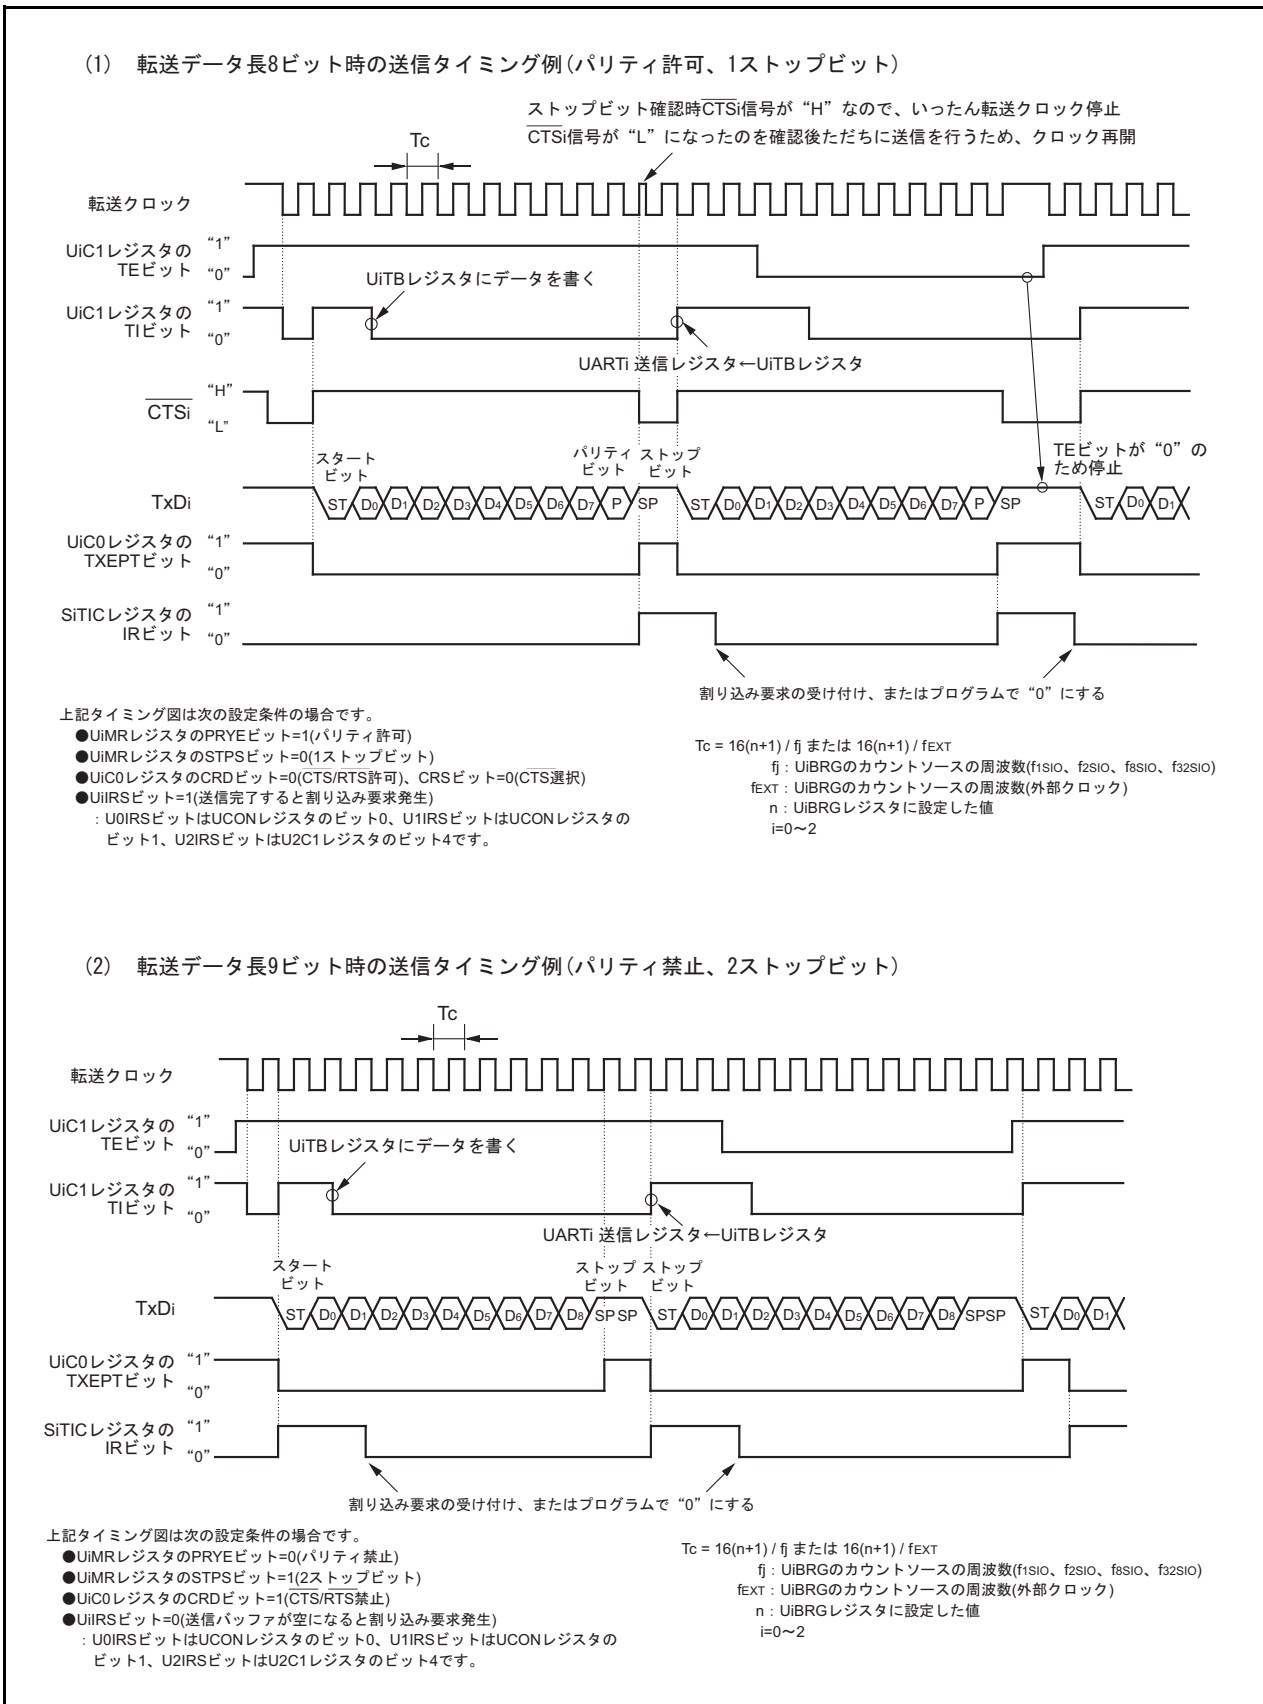 (1) 転送データ長8ビット時の送信タイミング例(パリティ許可、1ストップビット)
ストップビット確認時CTSi信号が“H”なので、いったん転送クロック停止
CTSi信号が“L”になったのを確認後ただちに送信を行うため、クロック再開
Tc
転送クロック
UiC1レジスタの “1”
TEビット “0”
UiTBレジスタにデータを書く
UiC1レジスタの “1”
TIビット “0”
UARTi 送信レジスタ←UiTBレジスタ
“H”
CTSi
“L”
TEビットが“0”の
ため停止
スタート
ビット
パリティ
ビット
ストップ
ビット
TxDi ST D0 D1 D2 D3 D4 D5 D6 D7 P SP ST D0 D1 D2 D3 D4 D5 D6 D7 P SP ST D0 D1
UiC0レジスタの “1”
TXEPTビット “0”
SiTICレジスタの “1”
IRビット “0”
割り込み要求の受け付け、またはプログラムで“0”にする
上記タイミング図は次の設定条件の場合です。
●UiMRレジスタのPRYEビット=1(パリティ許可)
●UiMRレジスタのSTPSビット=0(1ストップビット)
●UiC0レジスタのCRDビット=0(CTS/RTS許可)、CRSビット=0(CTS選択)
●UiIRSビット=1(送信完了すると割り込み要求発生)
：U0IRSビットはUCONレジスタのビット0、U1IRSビットはUCONレジスタの
ビット1、U2IRSビットはU2C1レジスタのビット4です。
Tc = 16(n+1) / fj または 16(n+1) / fEXT
fj：UiBRGのカウントソースの周波数(f1SIO、f2SIO、f8SIO、f32SIO)
fEXT：UiBRGのカウントソースの周波数(外部クロック)
n：UiBRGレジスタに設定した値
i=0～2
(2) 転送データ長9ビット時の送信タイミング例(パリティ禁止、2ストップビット)
Tc
転送クロック
UiC1レジスタの “1”
TEビット “0”
UiTBレジスタにデータを書く
UiC1レジスタの “1”
TIビット “0”
UARTi 送信レジスタ←UiTBレジスタ
スタート
ビット
ストップ
ビット
ストップ
ビット
TxDi ST D0 D1 D2 D3 D4 D5 D6 D7 D8 SP SP ST D0 D1 D2 D3 D4 D5 D6 D7 D8 SPSP ST D0 D1
UiC0レジスタの “1”
TXEPTビット “0”
SiTICレジスタの “1”
IRビット “0”
割り込み要求の受け付け、またはプログラムで“0”にする
上記タイミング図は次の設定条件の場合です。
●UiMRレジスタのPRYEビット=0(パリティ禁止)
●UiMRレジスタのSTPSビット=1(2ストップビット)
●UiC0レジスタのCRDビット=1(CTS/RTS禁止)
●UiIRSビット=0(送信バッファが空になると割り込み要求発生)
：U0IRSビットはUCONレジスタのビット0、U1IRSビットはUCONレジスタの
ビット1、U2IRSビットはU2C1レジスタのビット4です。
Tc = 16(n+1) / fj または 16(n+1) / fEXT
fj：UiBRGのカウントソースの周波数(f1SIO、f2SIO、f8SIO、f32SIO)
fEXT：UiBRGのカウントソースの周波数(外部クロック)
n：UiBRGレジスタに設定した値
i=0～2